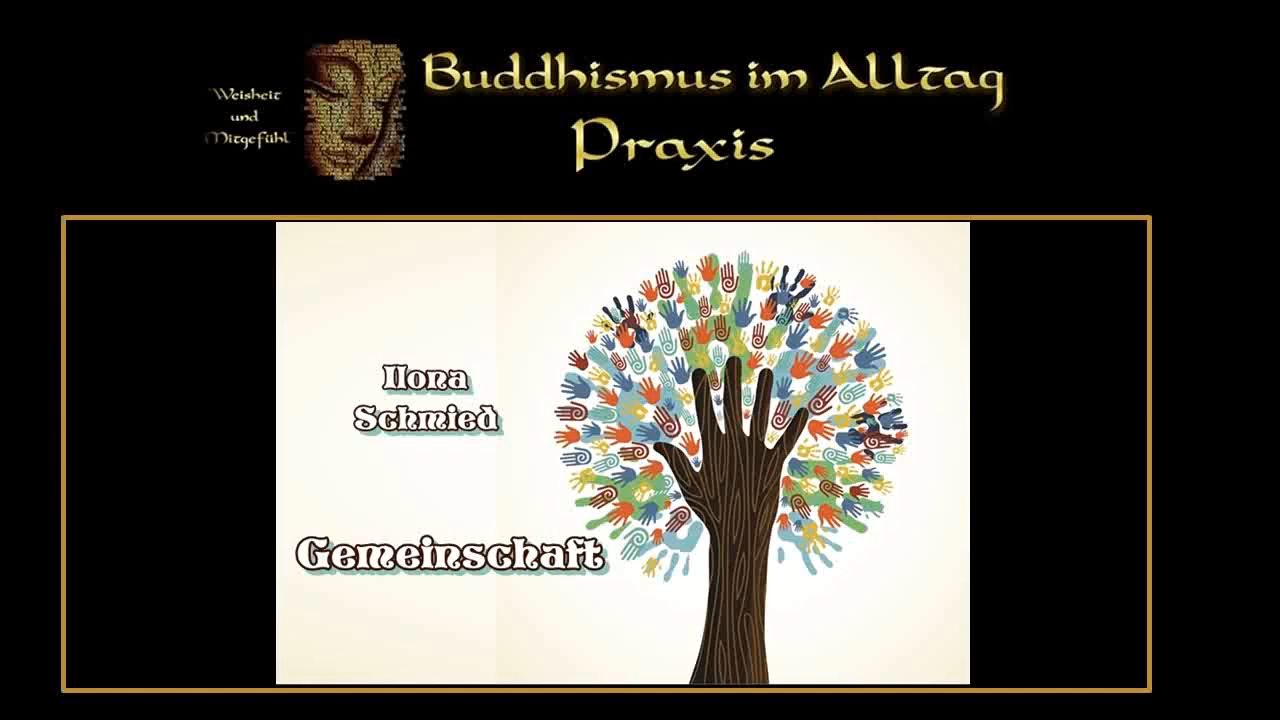 Weisheit
und
Mitgefühl
Buddhismus im Alltag
Praxis
Ilona
Schmied
Gemeinschaft